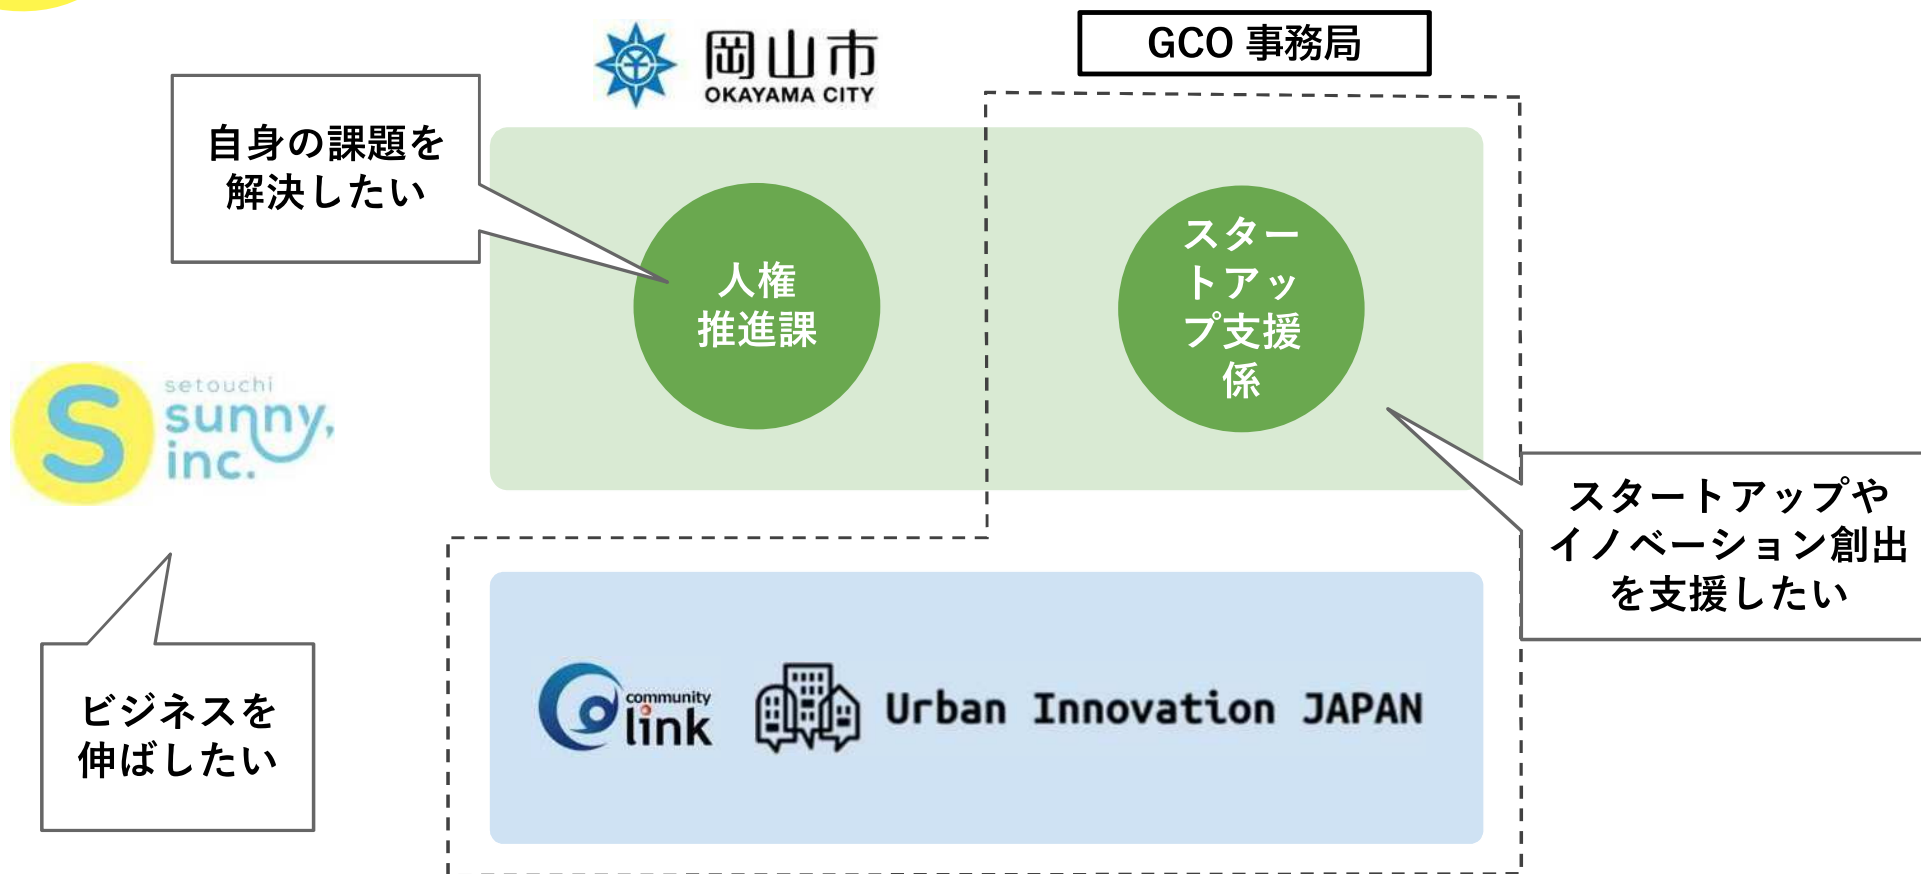 岡山市
OKAYAMA CITY
GCO 事務局
自身の課題を
解決したい
人権
推進課
スター
トアッ
プ支援
係
S
setouchi
sunny,
inc.
スタートアップや
イノベーション創出
を支援したい
ビジネスを
伸ばしたい
community
link
Urban Innovation JAPAN